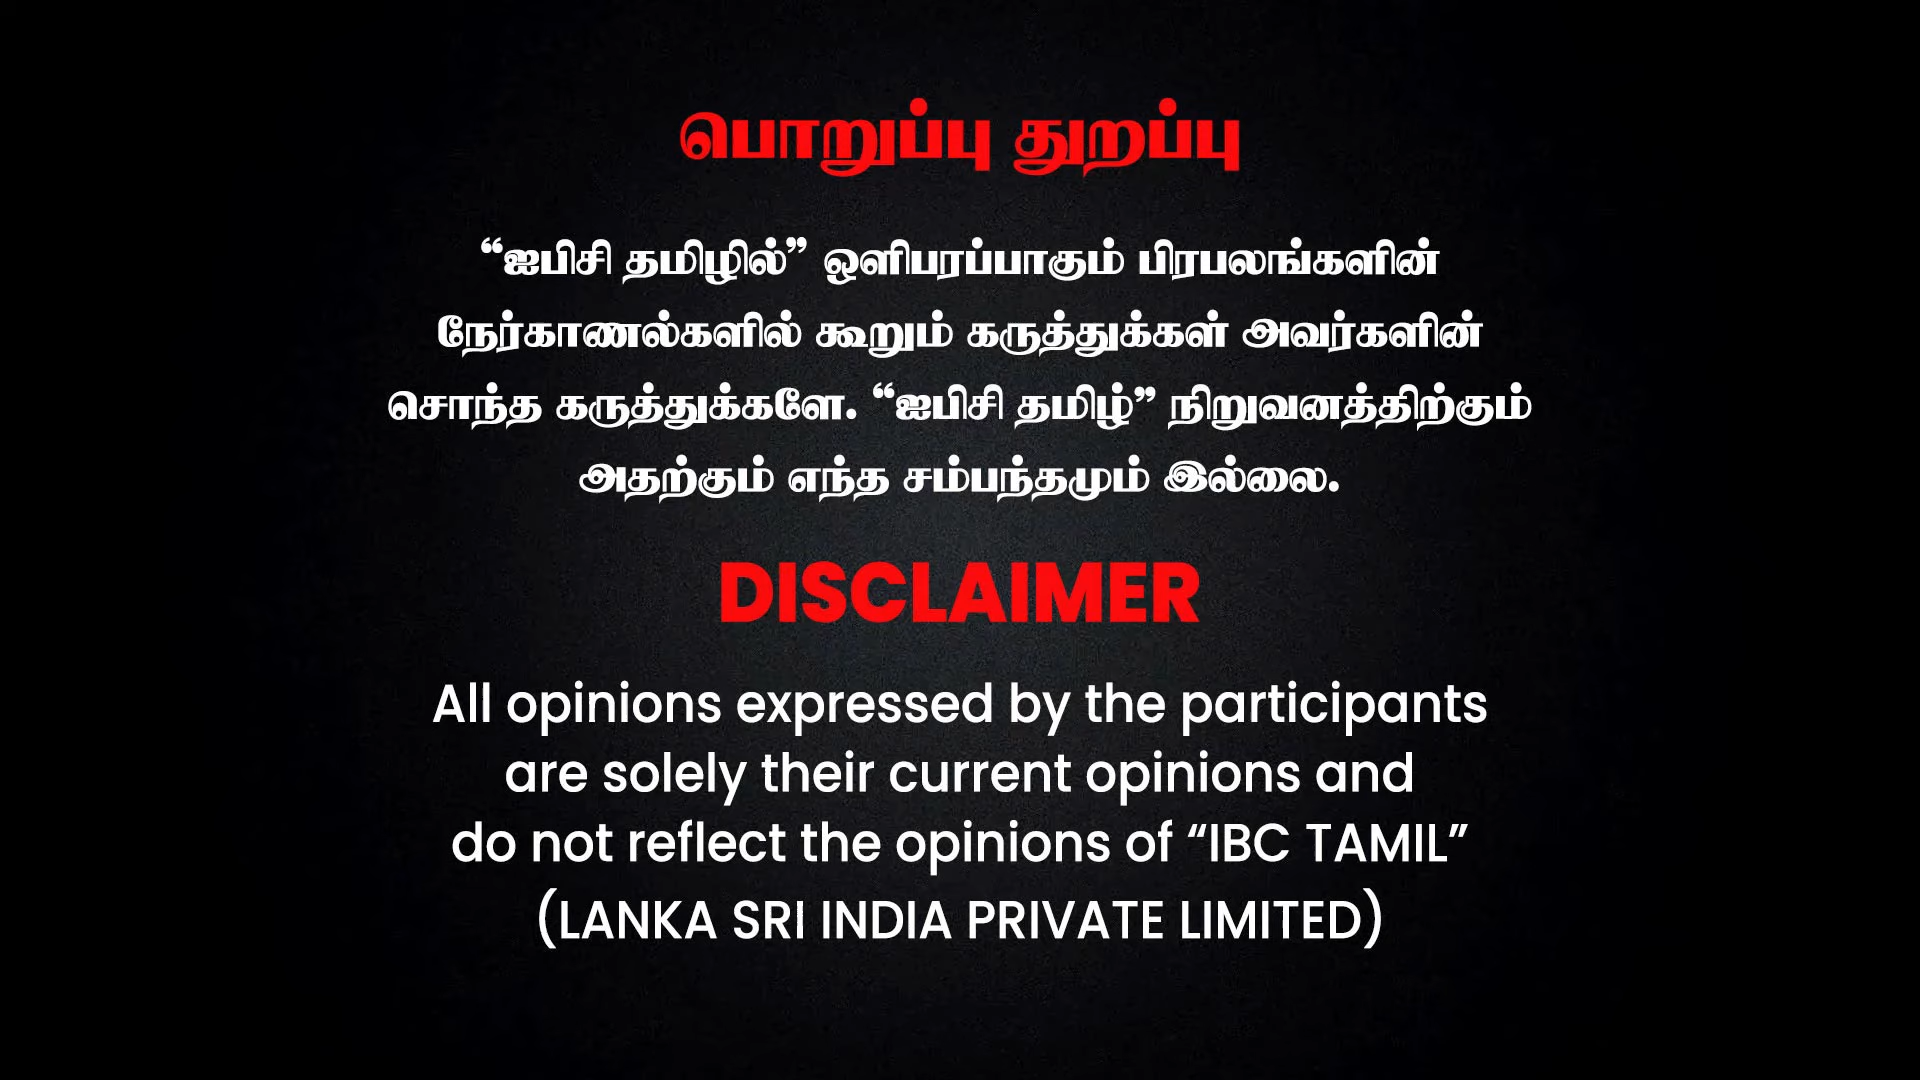 பொறுப்பு துறப்பு
“ஐபிசி தமிழில்” ஒளிபரப்பாகும் பிரபலங்களின்
நேர்காணல்களில் கூறும் கருத்துக்கள் அவர்களின்
சொந்த கருத்துக்களே. “ஐபிசி தமிழ்” நிறுவனத்திற்கும்
அதற்கும் எந்த சம்பந்தமும் இல்லை.
DISCLAIMER
All opinions expressed by the participants
are solely their current opinions and
do not reflect the opinions of “IBC TAMIL”
(LANKA SRI INDIA PRIVATE LIMITED)